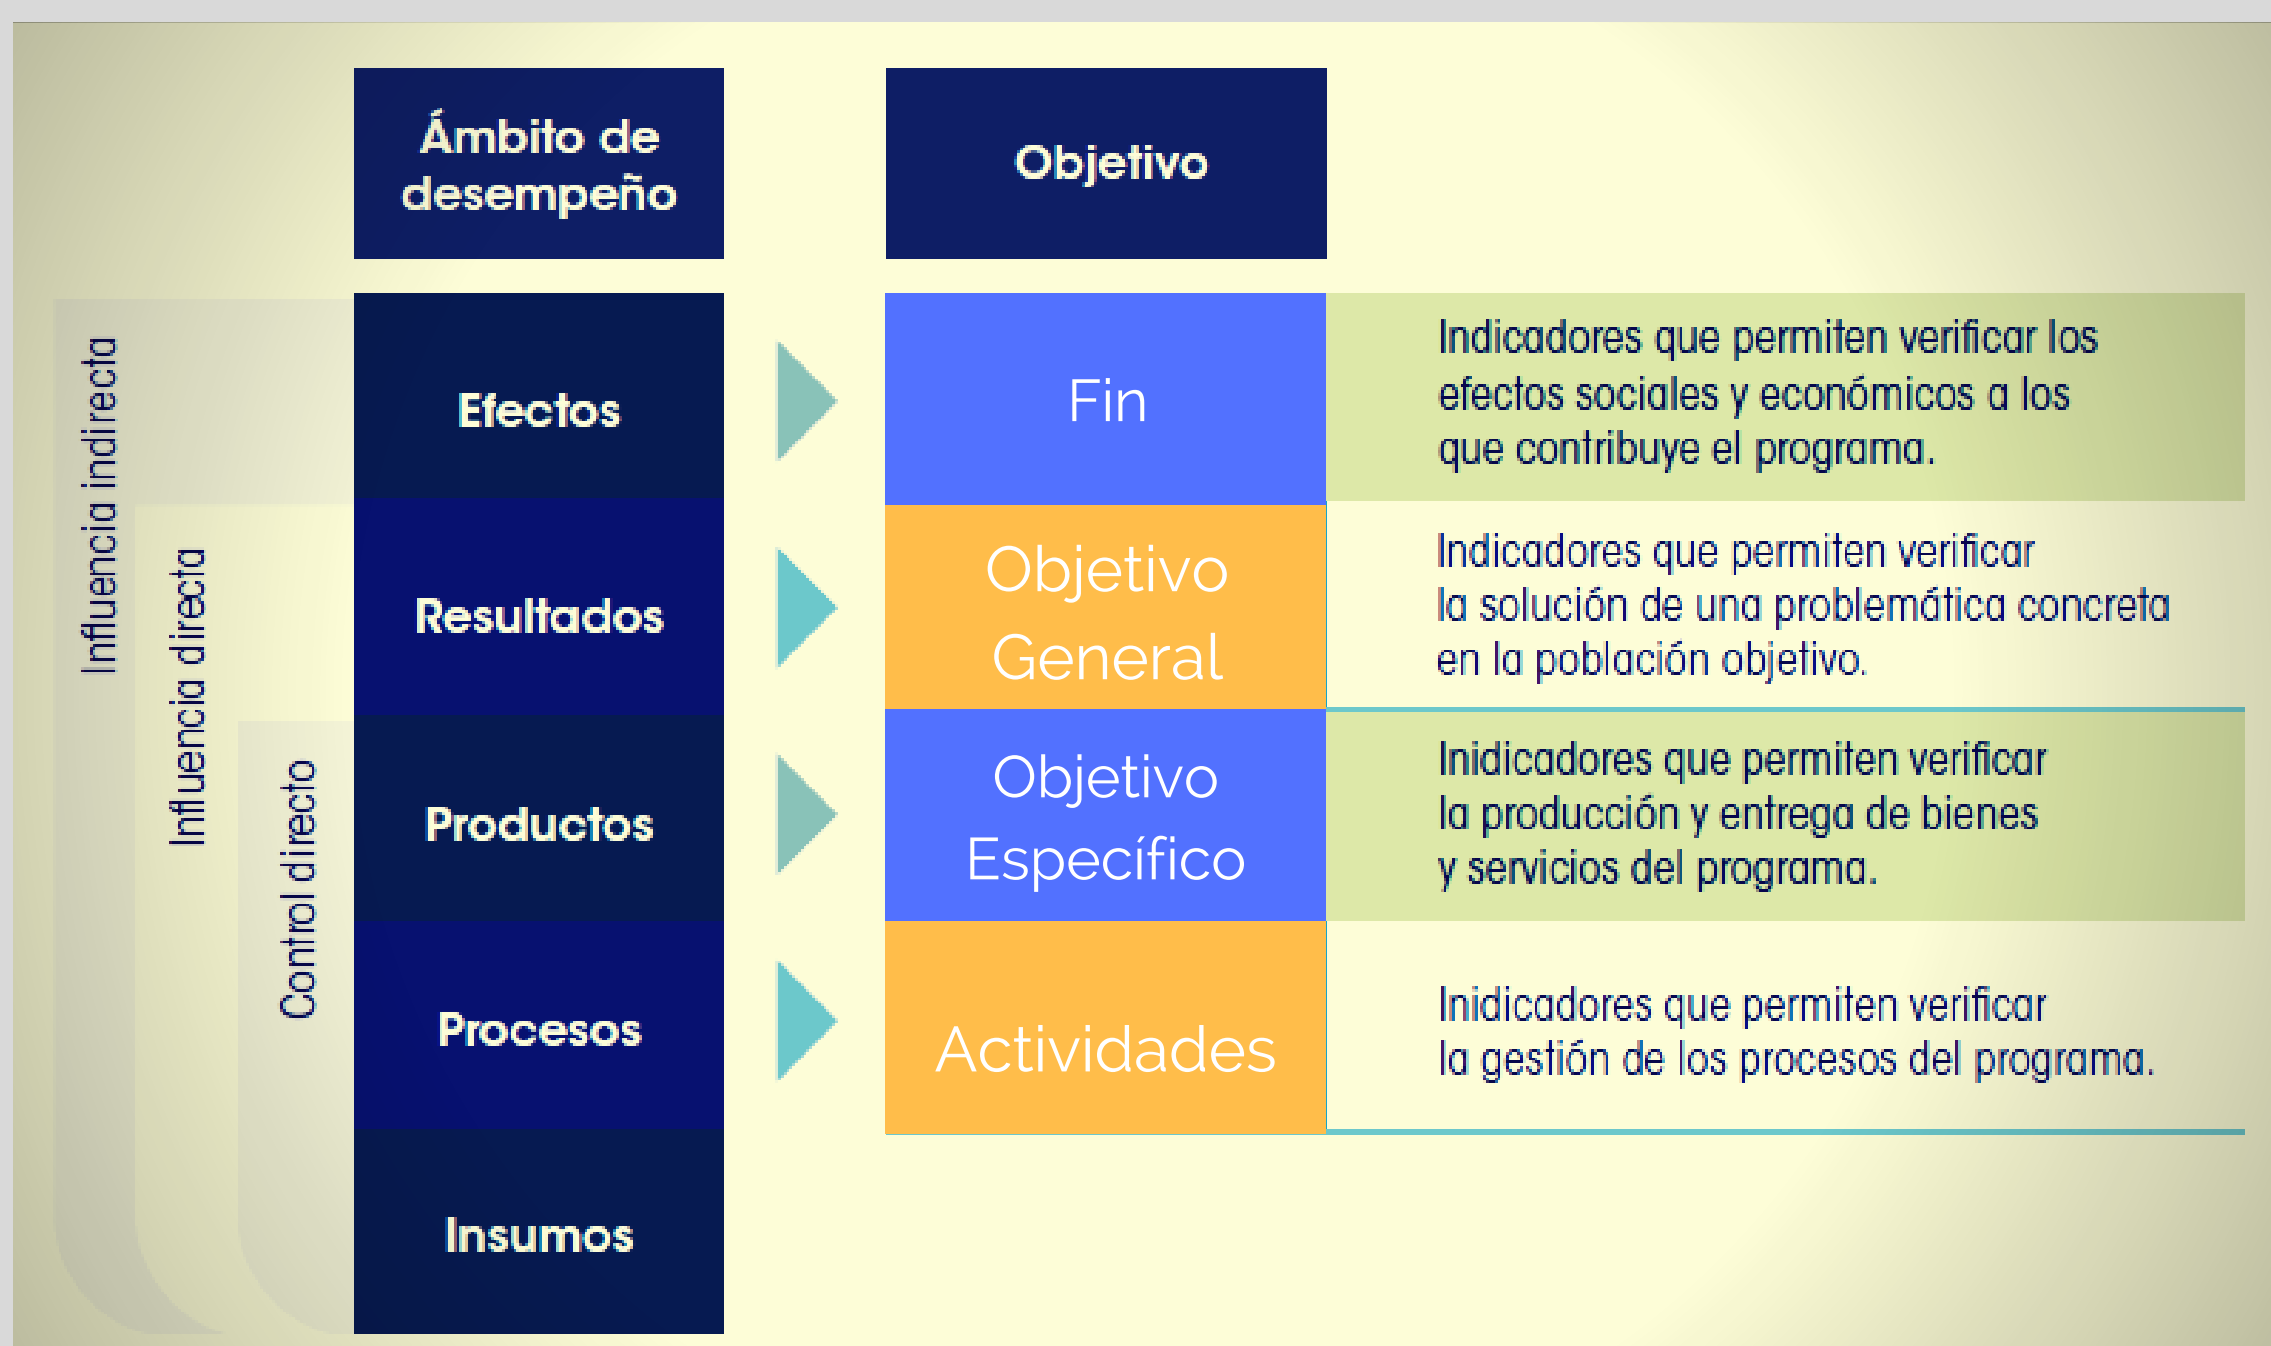 Ámbito de
desempeño
Objetivo
Influencia indirecta
Influencia directa
Control directo
Efectos
Fin
Indicadores que permiten verificar los
efectos sociales y económicos a los
que contribuye el programa.
Resultados
Objetivo
General
Indicadores que permiten verificar
la solución de una problemática concreta
en la población objetivo.
Productos
Objetivo
Específico
Inidicadores que permiten verificar
la producción y entrega de bienes
y servicios del programa.
Procesos
Actividades
Inidicadores que permiten verificar
la gestión de los procesos del programa.
Insumos